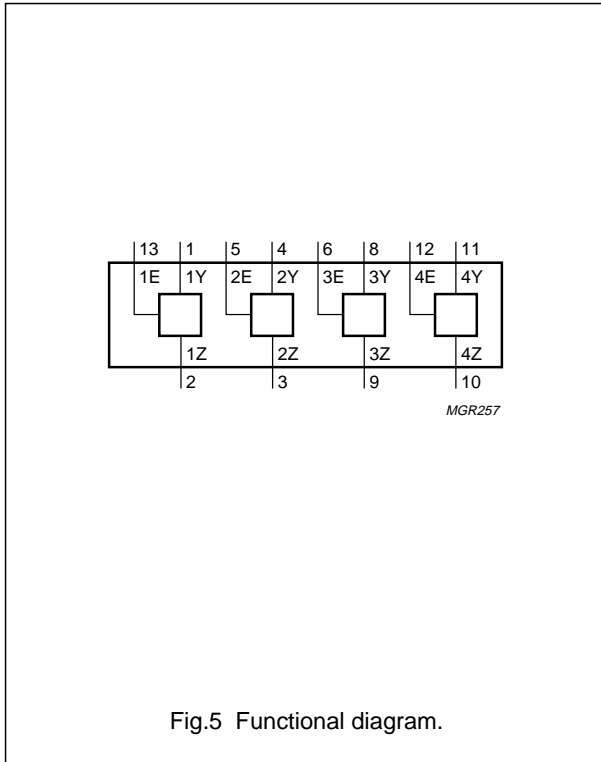 13 1 5 4 6 8 12 11
1E 1Y 2E 2Y 3E 3Y 4E 4Y
1Z 2Z 3Z 4Z
2 3 9 10
MGR257
Fig.5 Functional diagram.